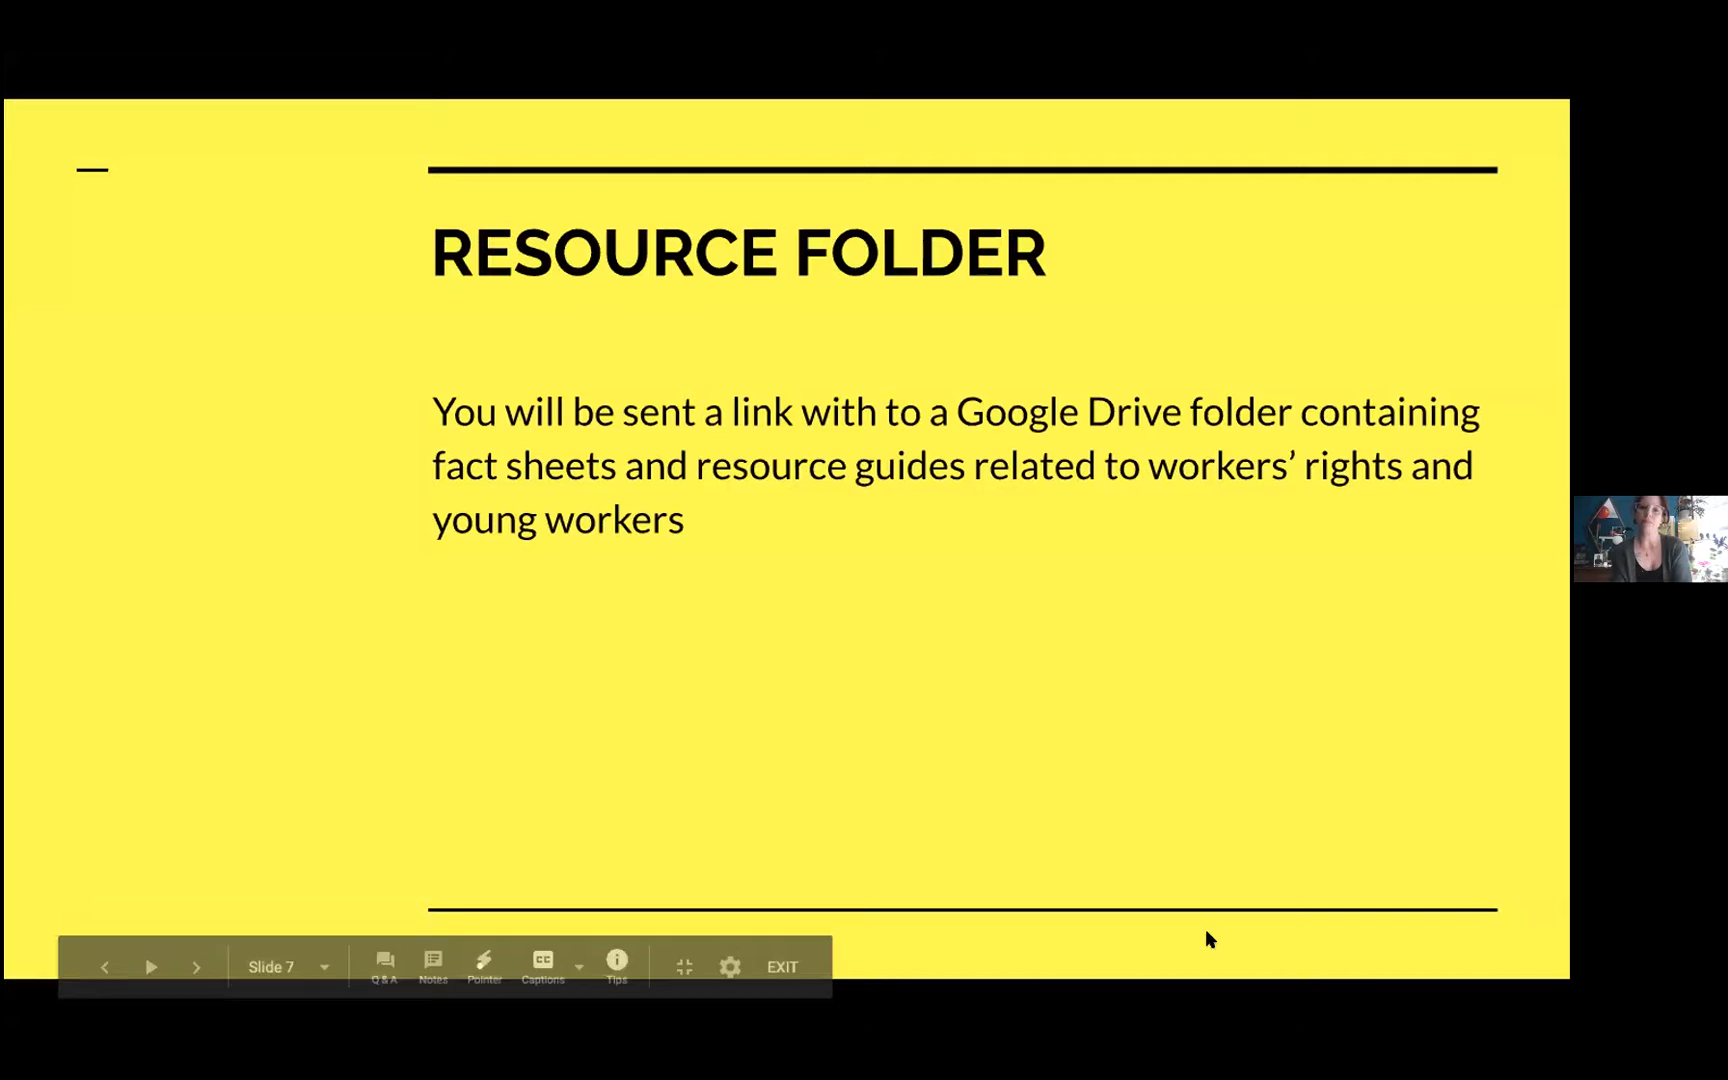 RESOURCE FOLDER
You will be sent a link with to a Google Drive folder containing
fact sheets and resource guides related to workers’ rights and
young workers
Slide 7
Q & A
Notes
Pointer
CC
Captions
Tips
EXIT